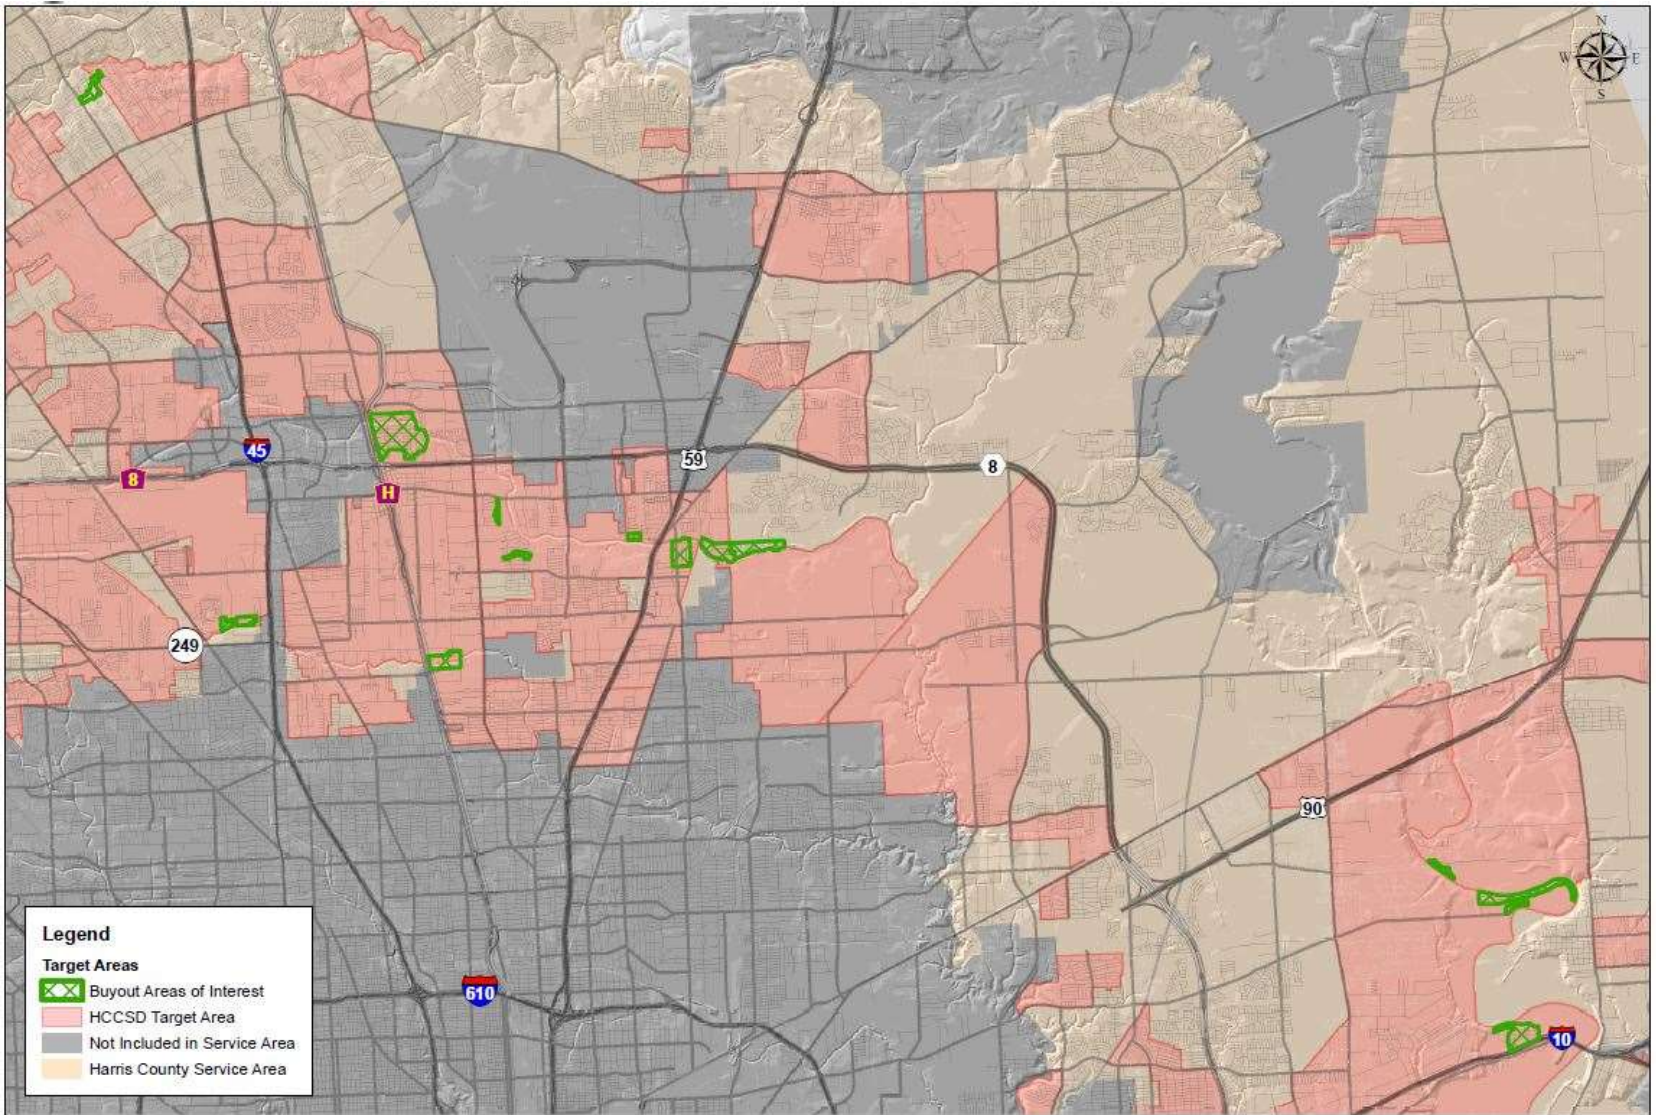 N
W E
S
45
59
8
8
H
249
90
610
10
Legend
Target Areas
Buyout Areas of Interest
HCCSD Target Area
Not Included in Service Area
Harris County Service Area